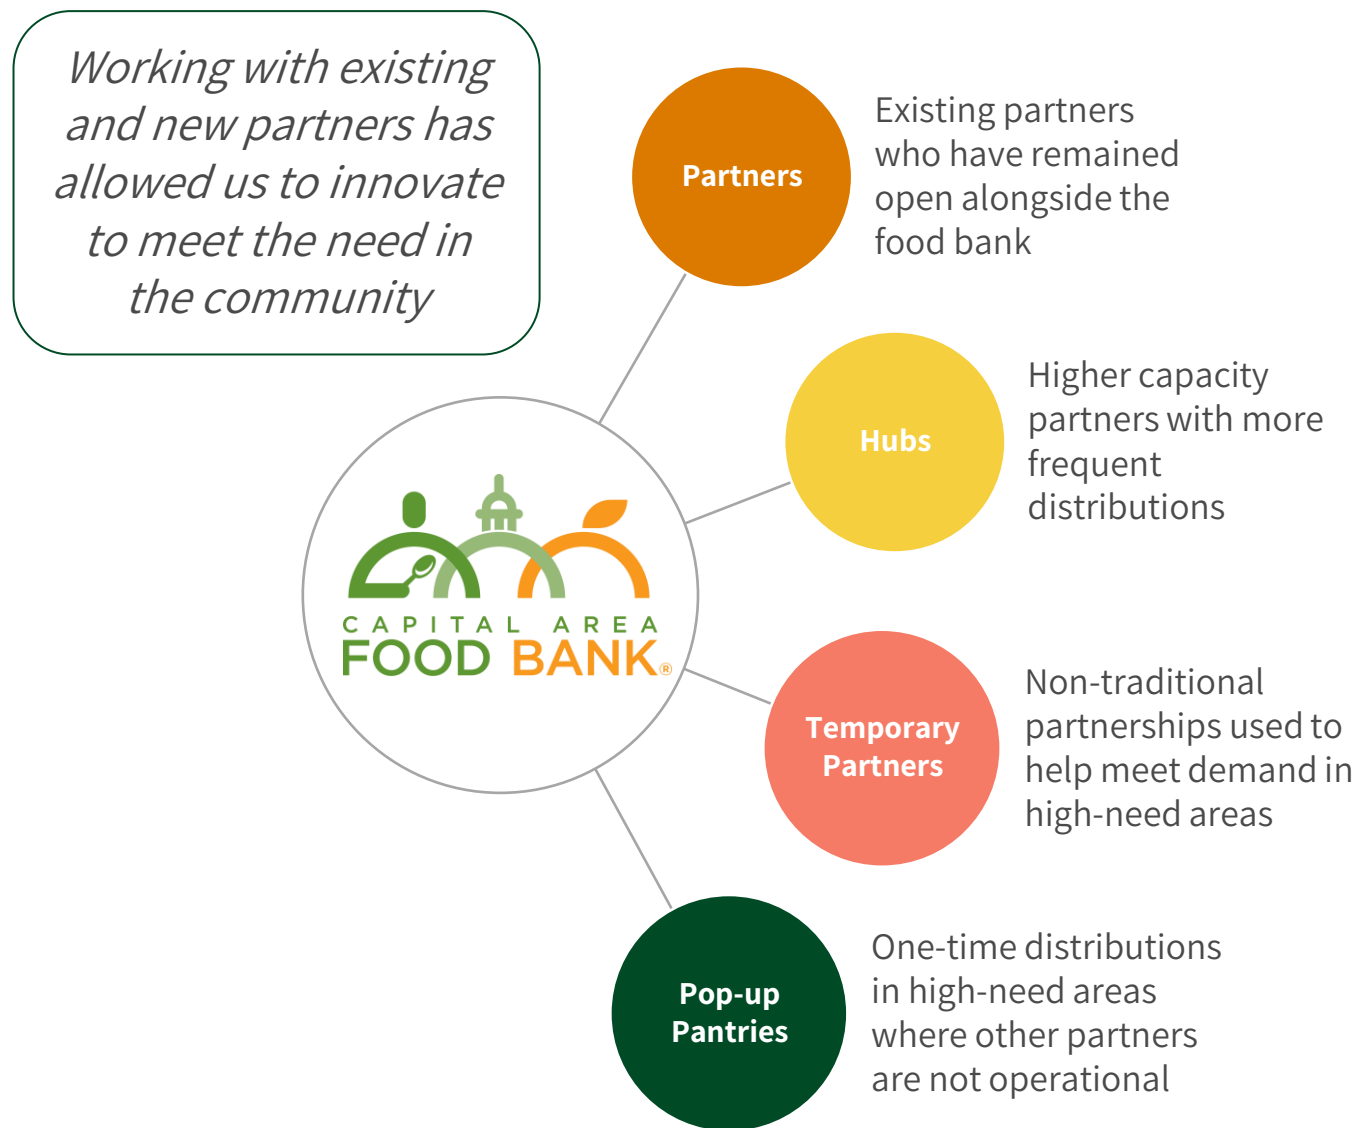 Working with existing
and new partners has
allowed us to innovate
to meet the need in
the community
Partners
Existing partners
who have remained
open alongside the
food bank
Hubs
Higher capacity
partners with more
frequent
distributions
CAPITAL AREA
FOOD BANK®
Temporary
Partners
Non-traditional
partnerships used to
help meet demand in
high-need areas
Pop-up
Pantries
One-time distributions
in high-need areas
where other partners
are not operational